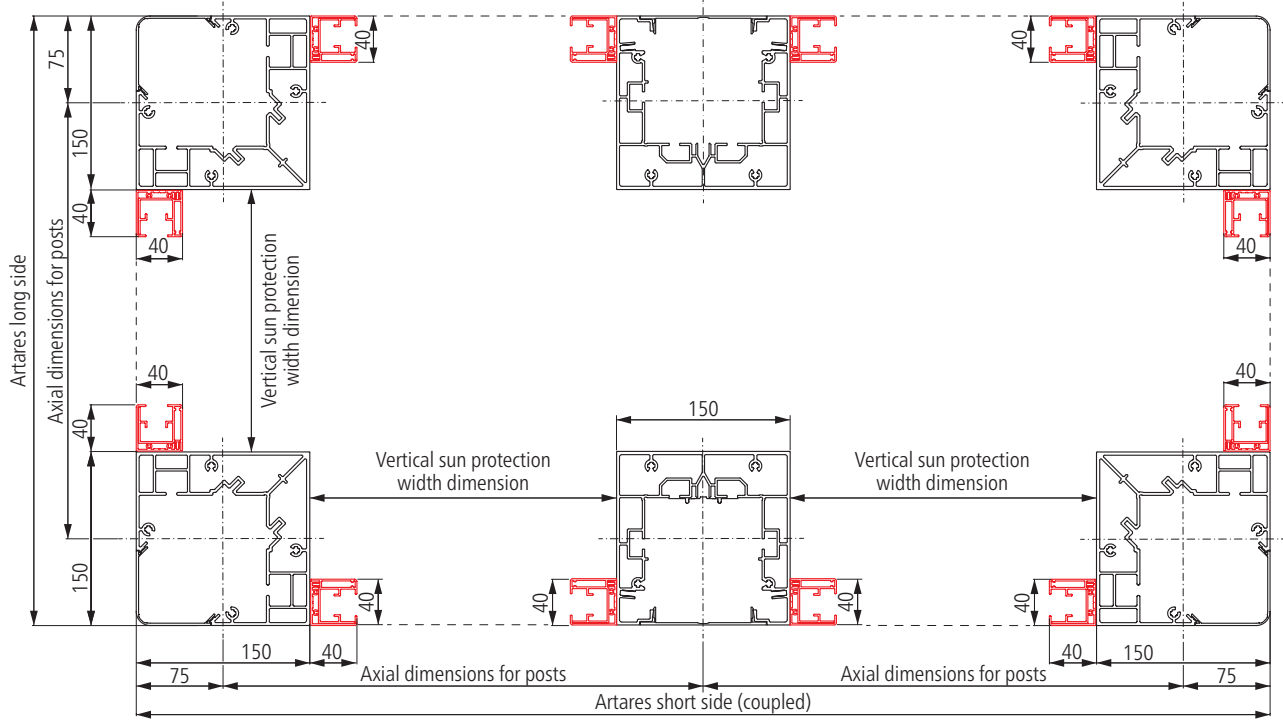 40
40
75
150
40
40
40
40
Artares long side
Axial dimensions for posts
Vertical sun protection
width dimension
40
40
40
150
Vertical sun protection
width dimension
Vertical sun protection
width dimension
150
40
40
40
40
150
40
40
150
75
Axial dimensions for posts
Axial dimensions for posts
75
Artares short side (coupled)